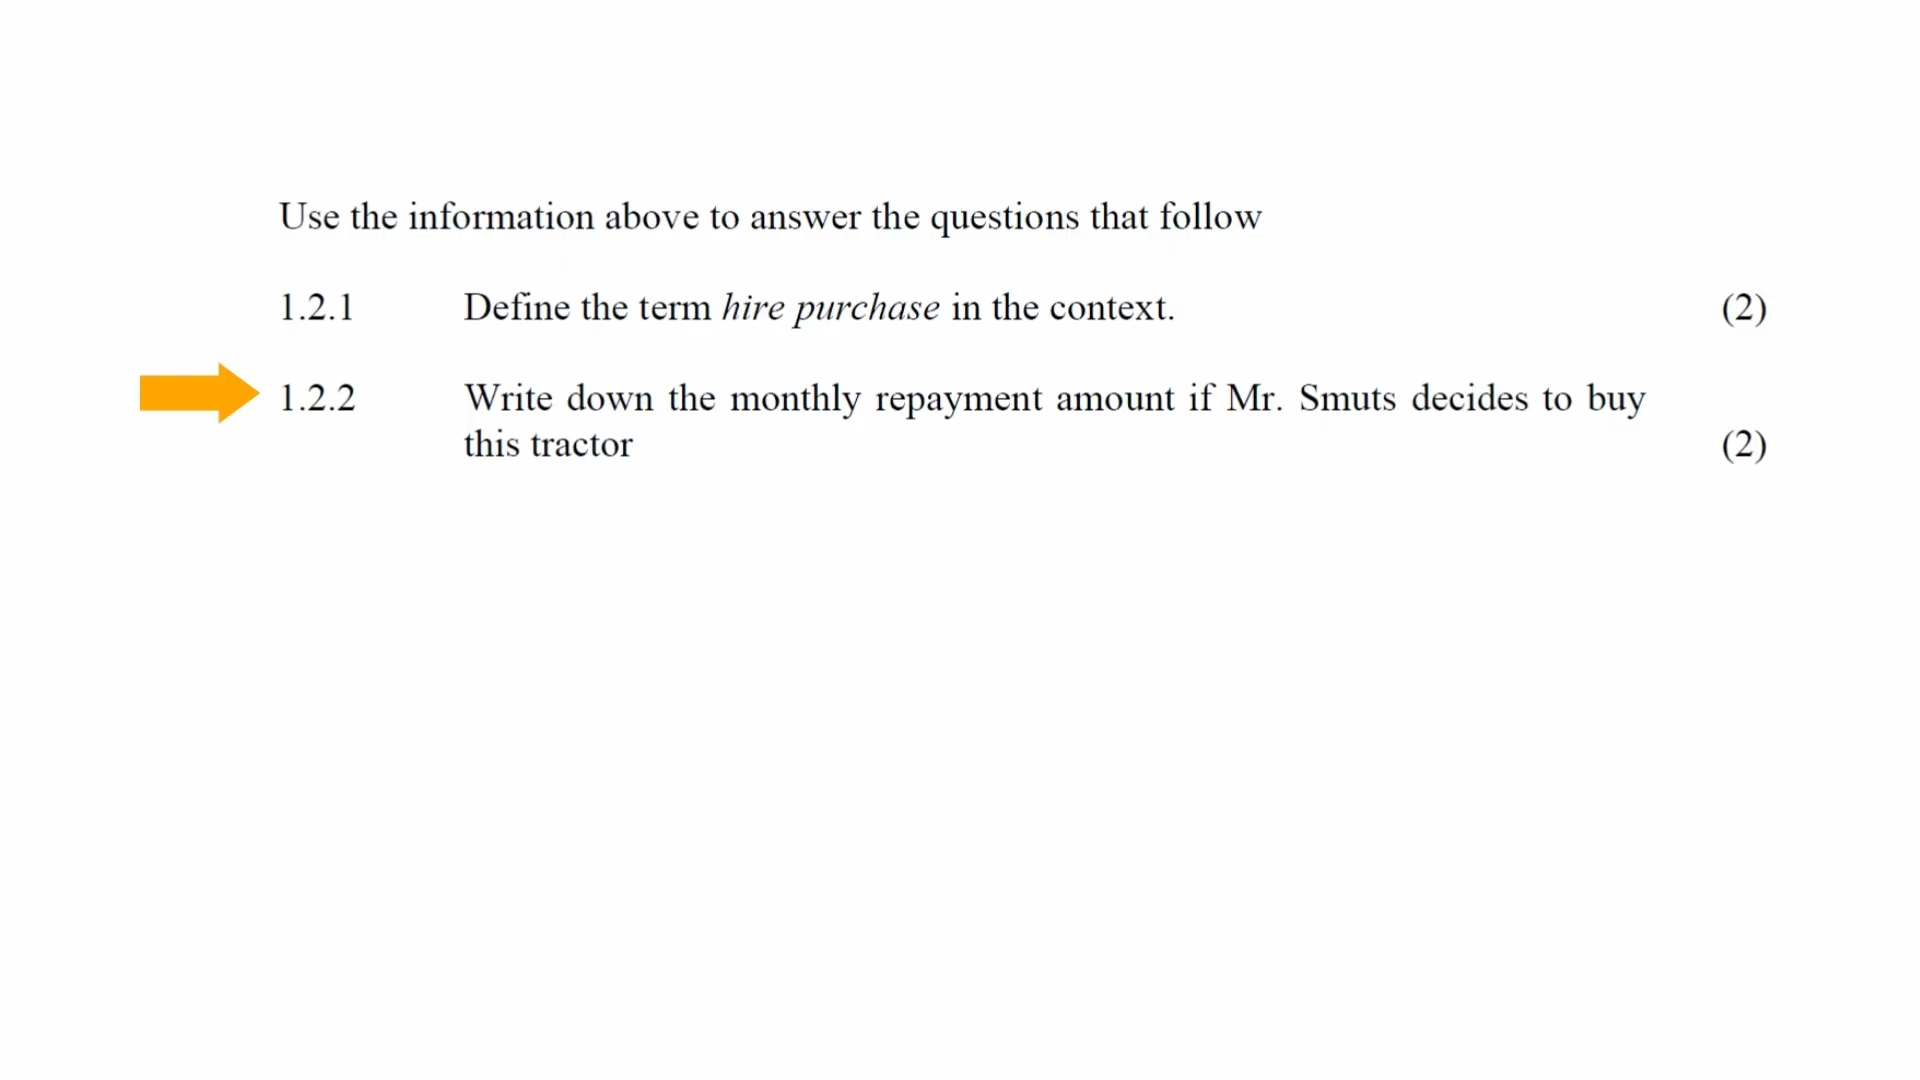 Use the information above to answer the questions that follow
1.2.1 Define the term hire purchase in the context. (2)
1.2.2 Write down the monthly repayment amount if Mr. Smuts decides to buy
this tractor (2)